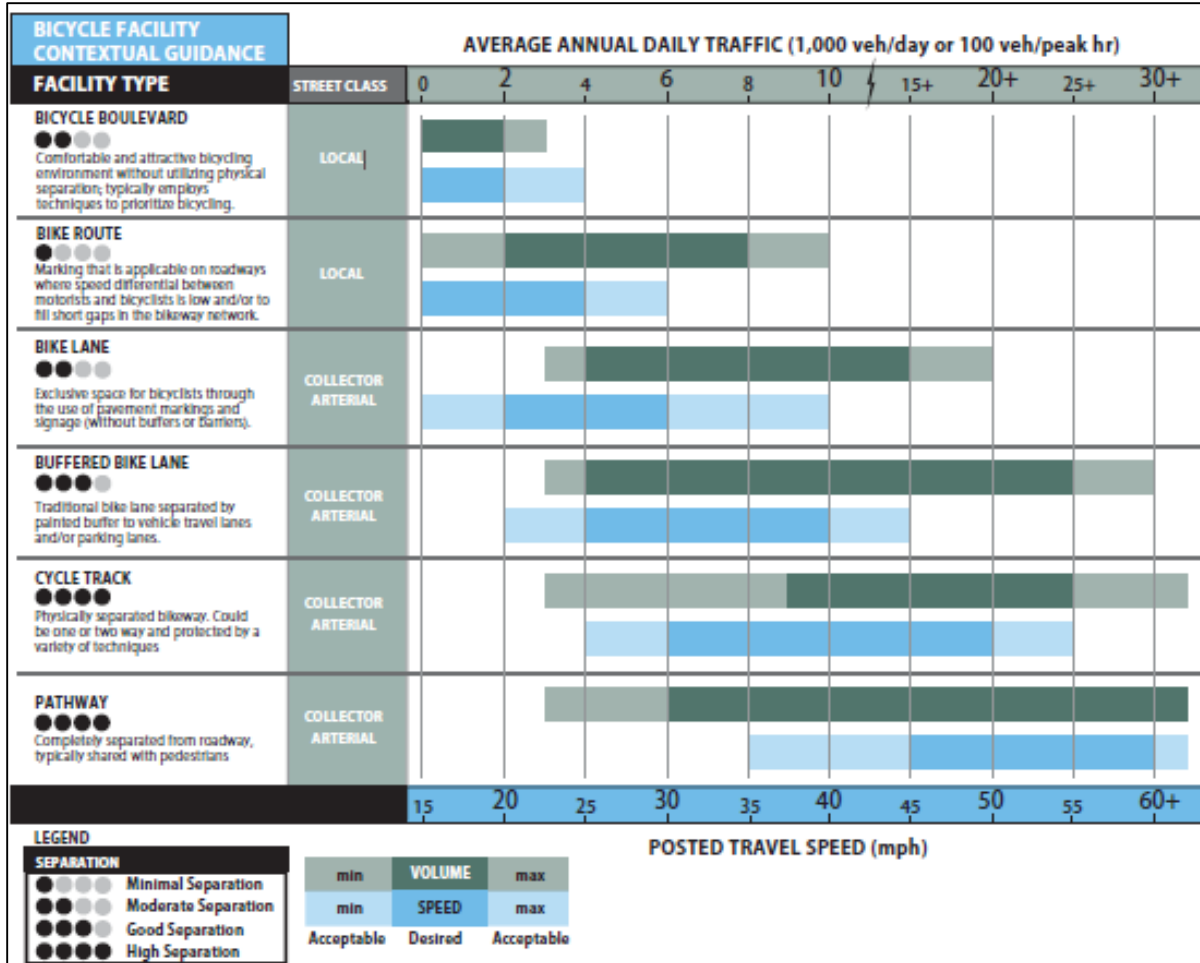 BICYCLE FACILITY
CONTEXTUAL GUIDANCE
AVERAGE ANNUAL DAILY TRAFFIC (1,000 veh/day or 100 veh/peak hr)
FACILITY TYPE
STREET CLASS
0 2 4 6 8 10 15+ 20+ 25+ 30+
BICYCLE BOULEVARD
Comfortable and attractive bicycling
environment without utilizing physical
separation; typically employs
techniques to prioritize bicycling.
LOCAL
BIKE ROUTE
Marking that is applicable on roadways
where speed differential between
motorists and bicyclists is low and/or to
fill short gaps in the bikeway network.
LOCAL
BIKE LANE
Exclusive space for bicyclists through
the use of pavement markings and
signage (without buffers or barriers).
COLLECTOR
ARTERIAL
BUFFERED BIKE LANE
Traditional bike lane separated by
painted buffer to vehicle travel lanes
and/or parking lanes.
COLLECTOR
ARTERIAL
CYCLE TRACK
Physically separated bikeway. Could
be one or two way and protected by a
variety of techniques
COLLECTOR
ARTERIAL
PATHWAY
Completely separated from roadway,
typically shared with pedestrians
COLLECTOR
ARTERIAL
15 20 25 30 35 40 45 50 55 60+
POSTED TRAVEL SPEED (mph)
LEGEND
SEPARATION
Minimal Separation
Moderate Separation
Good Separation
High Separation
min VOLUME max
min SPEED max
Acceptable Desired Acceptable